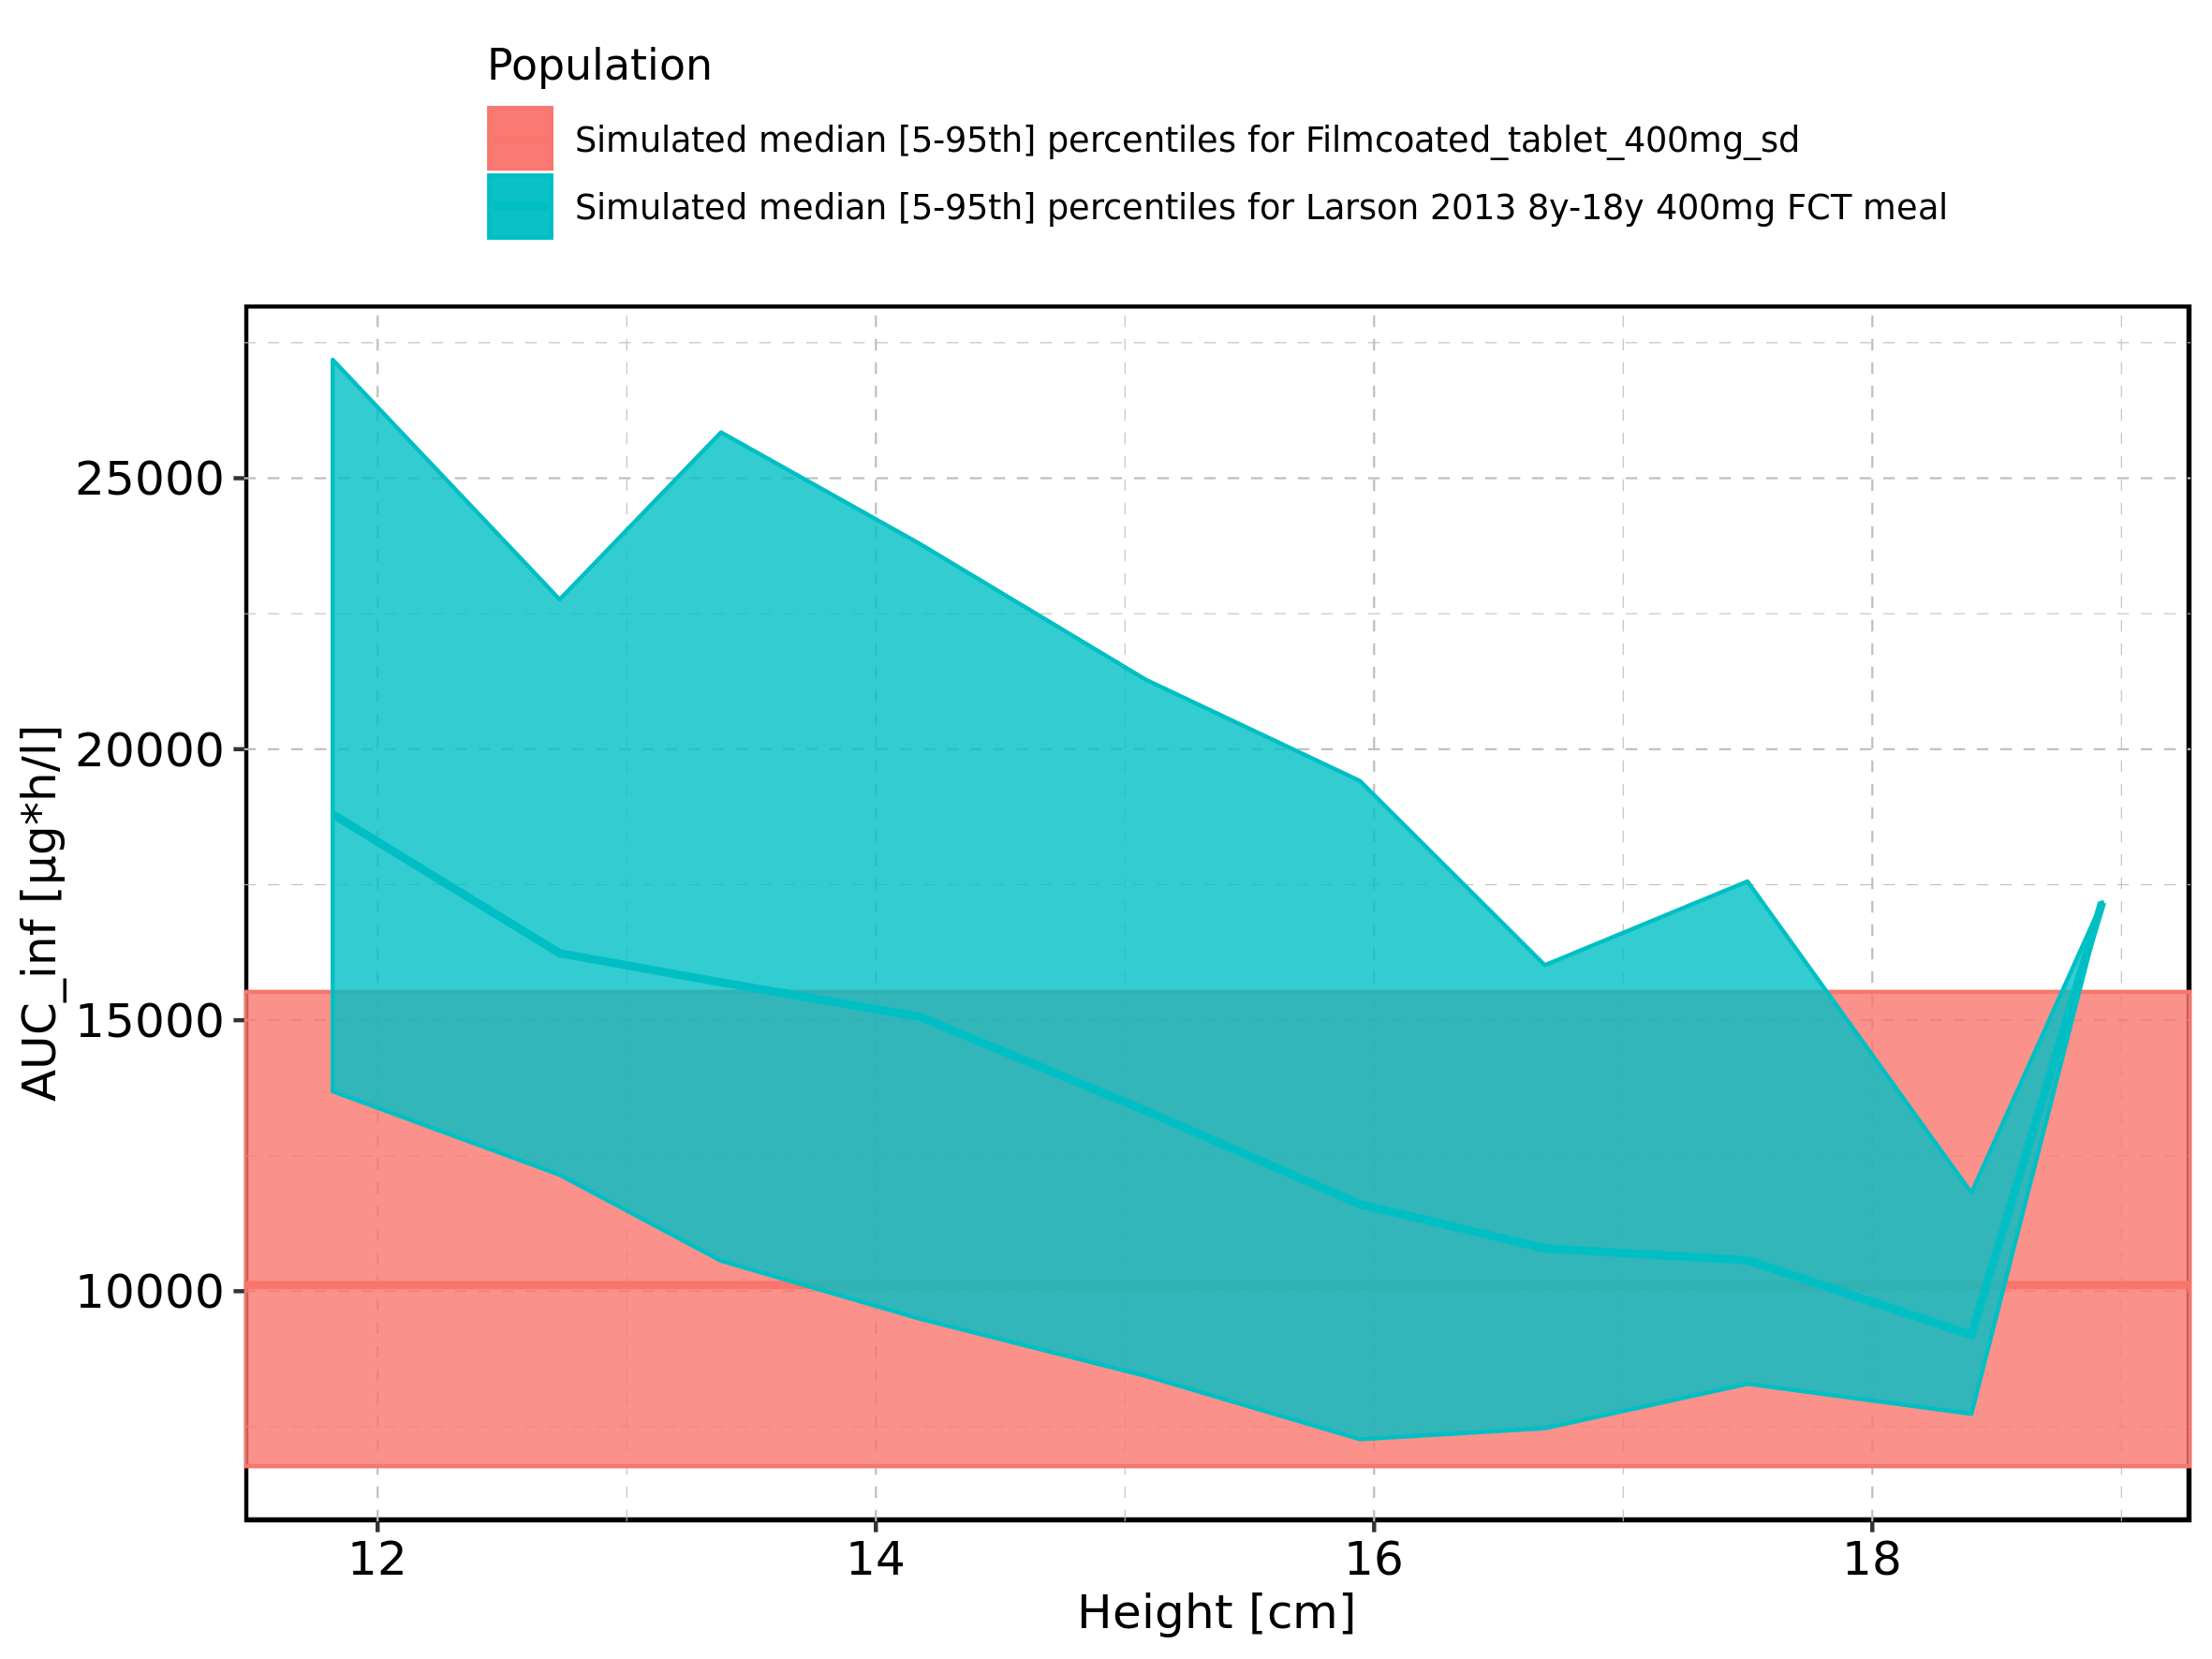 Population
Simulated median [5-95th] percentiles for Filmcoated_tablet_400mg_sd
Simulated median [5-95th] percentiles for Larson 2013 8y-18y 400mg FCT meal
AUC_inf [µg*h/l]
25000
20000
15000
10000
12 14 16 18
Height [cm]